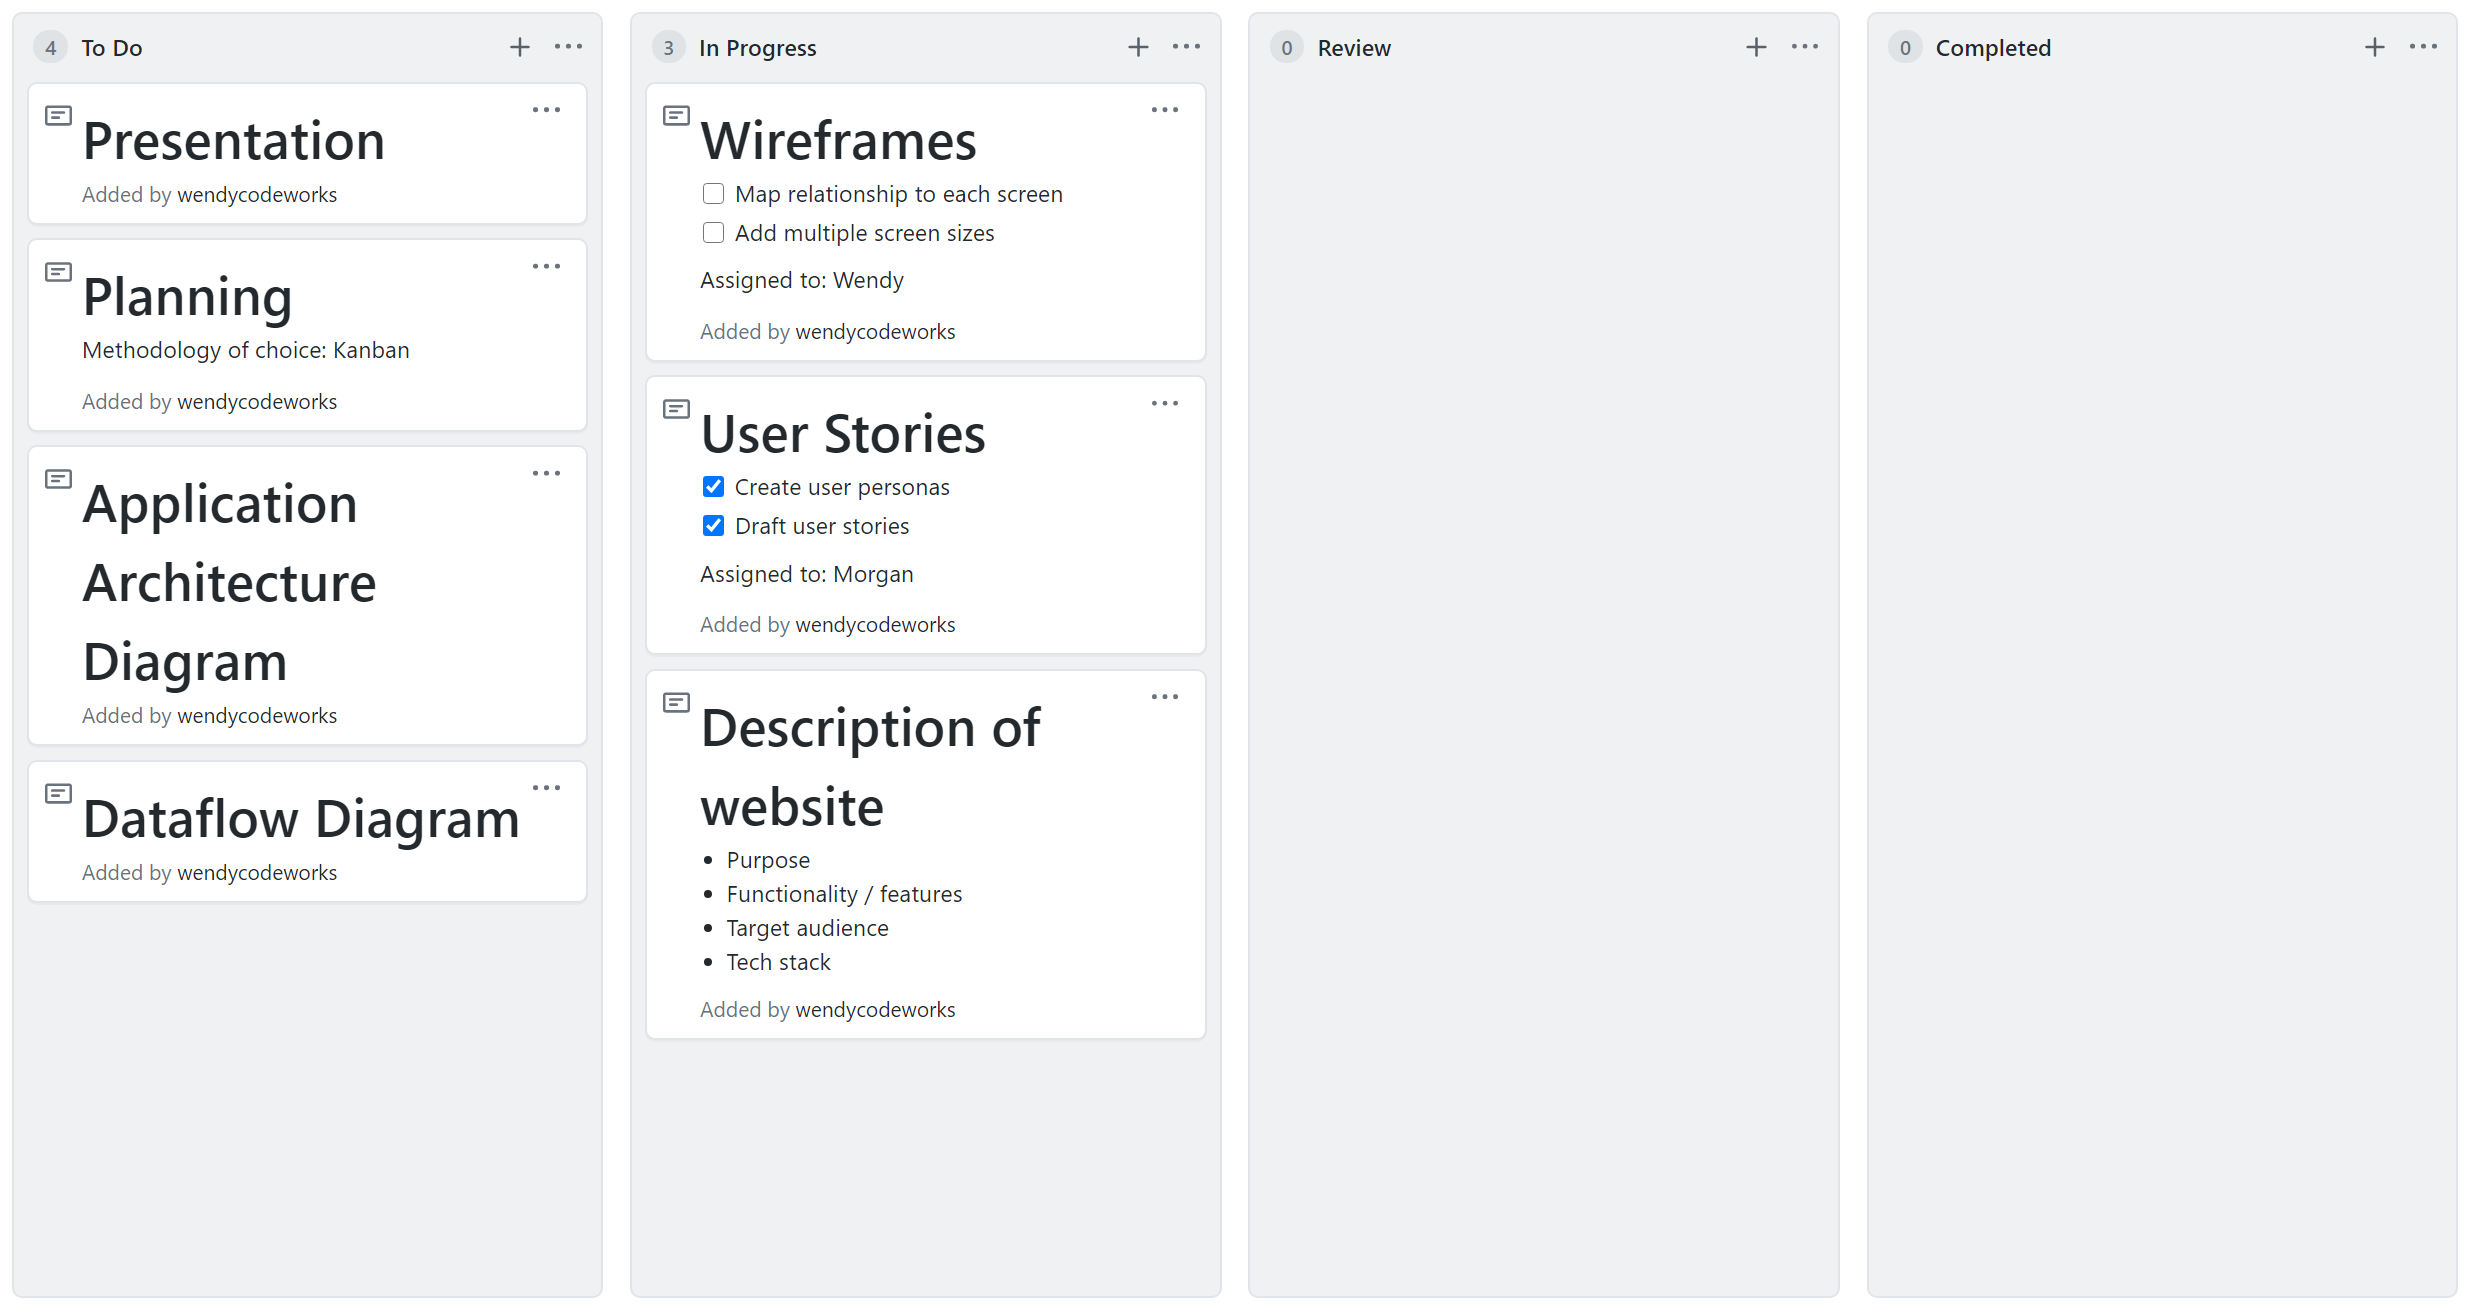 4 To Do
Presentation
Added by wendycodeworks
Planning
Methodology of choice: Kanban
Added by wendycodeworks
Application
Architecture
Diagram
Added by wendycodeworks
Dataflow Diagram
Added by wendycodeworks
3 In Progress
Wireframes
Map relationship to each screen
Add multiple screen sizes
Assigned to: Wendy
Added by wendycodeworks
User Stories
Create user personas
Draft user stories
Assigned to: Morgan
Added by wendycodeworks
Description of
website
Purpose
Functionality / features
Target audience
Tech stack
Added by wendycodeworks
0 Review
0 Completed